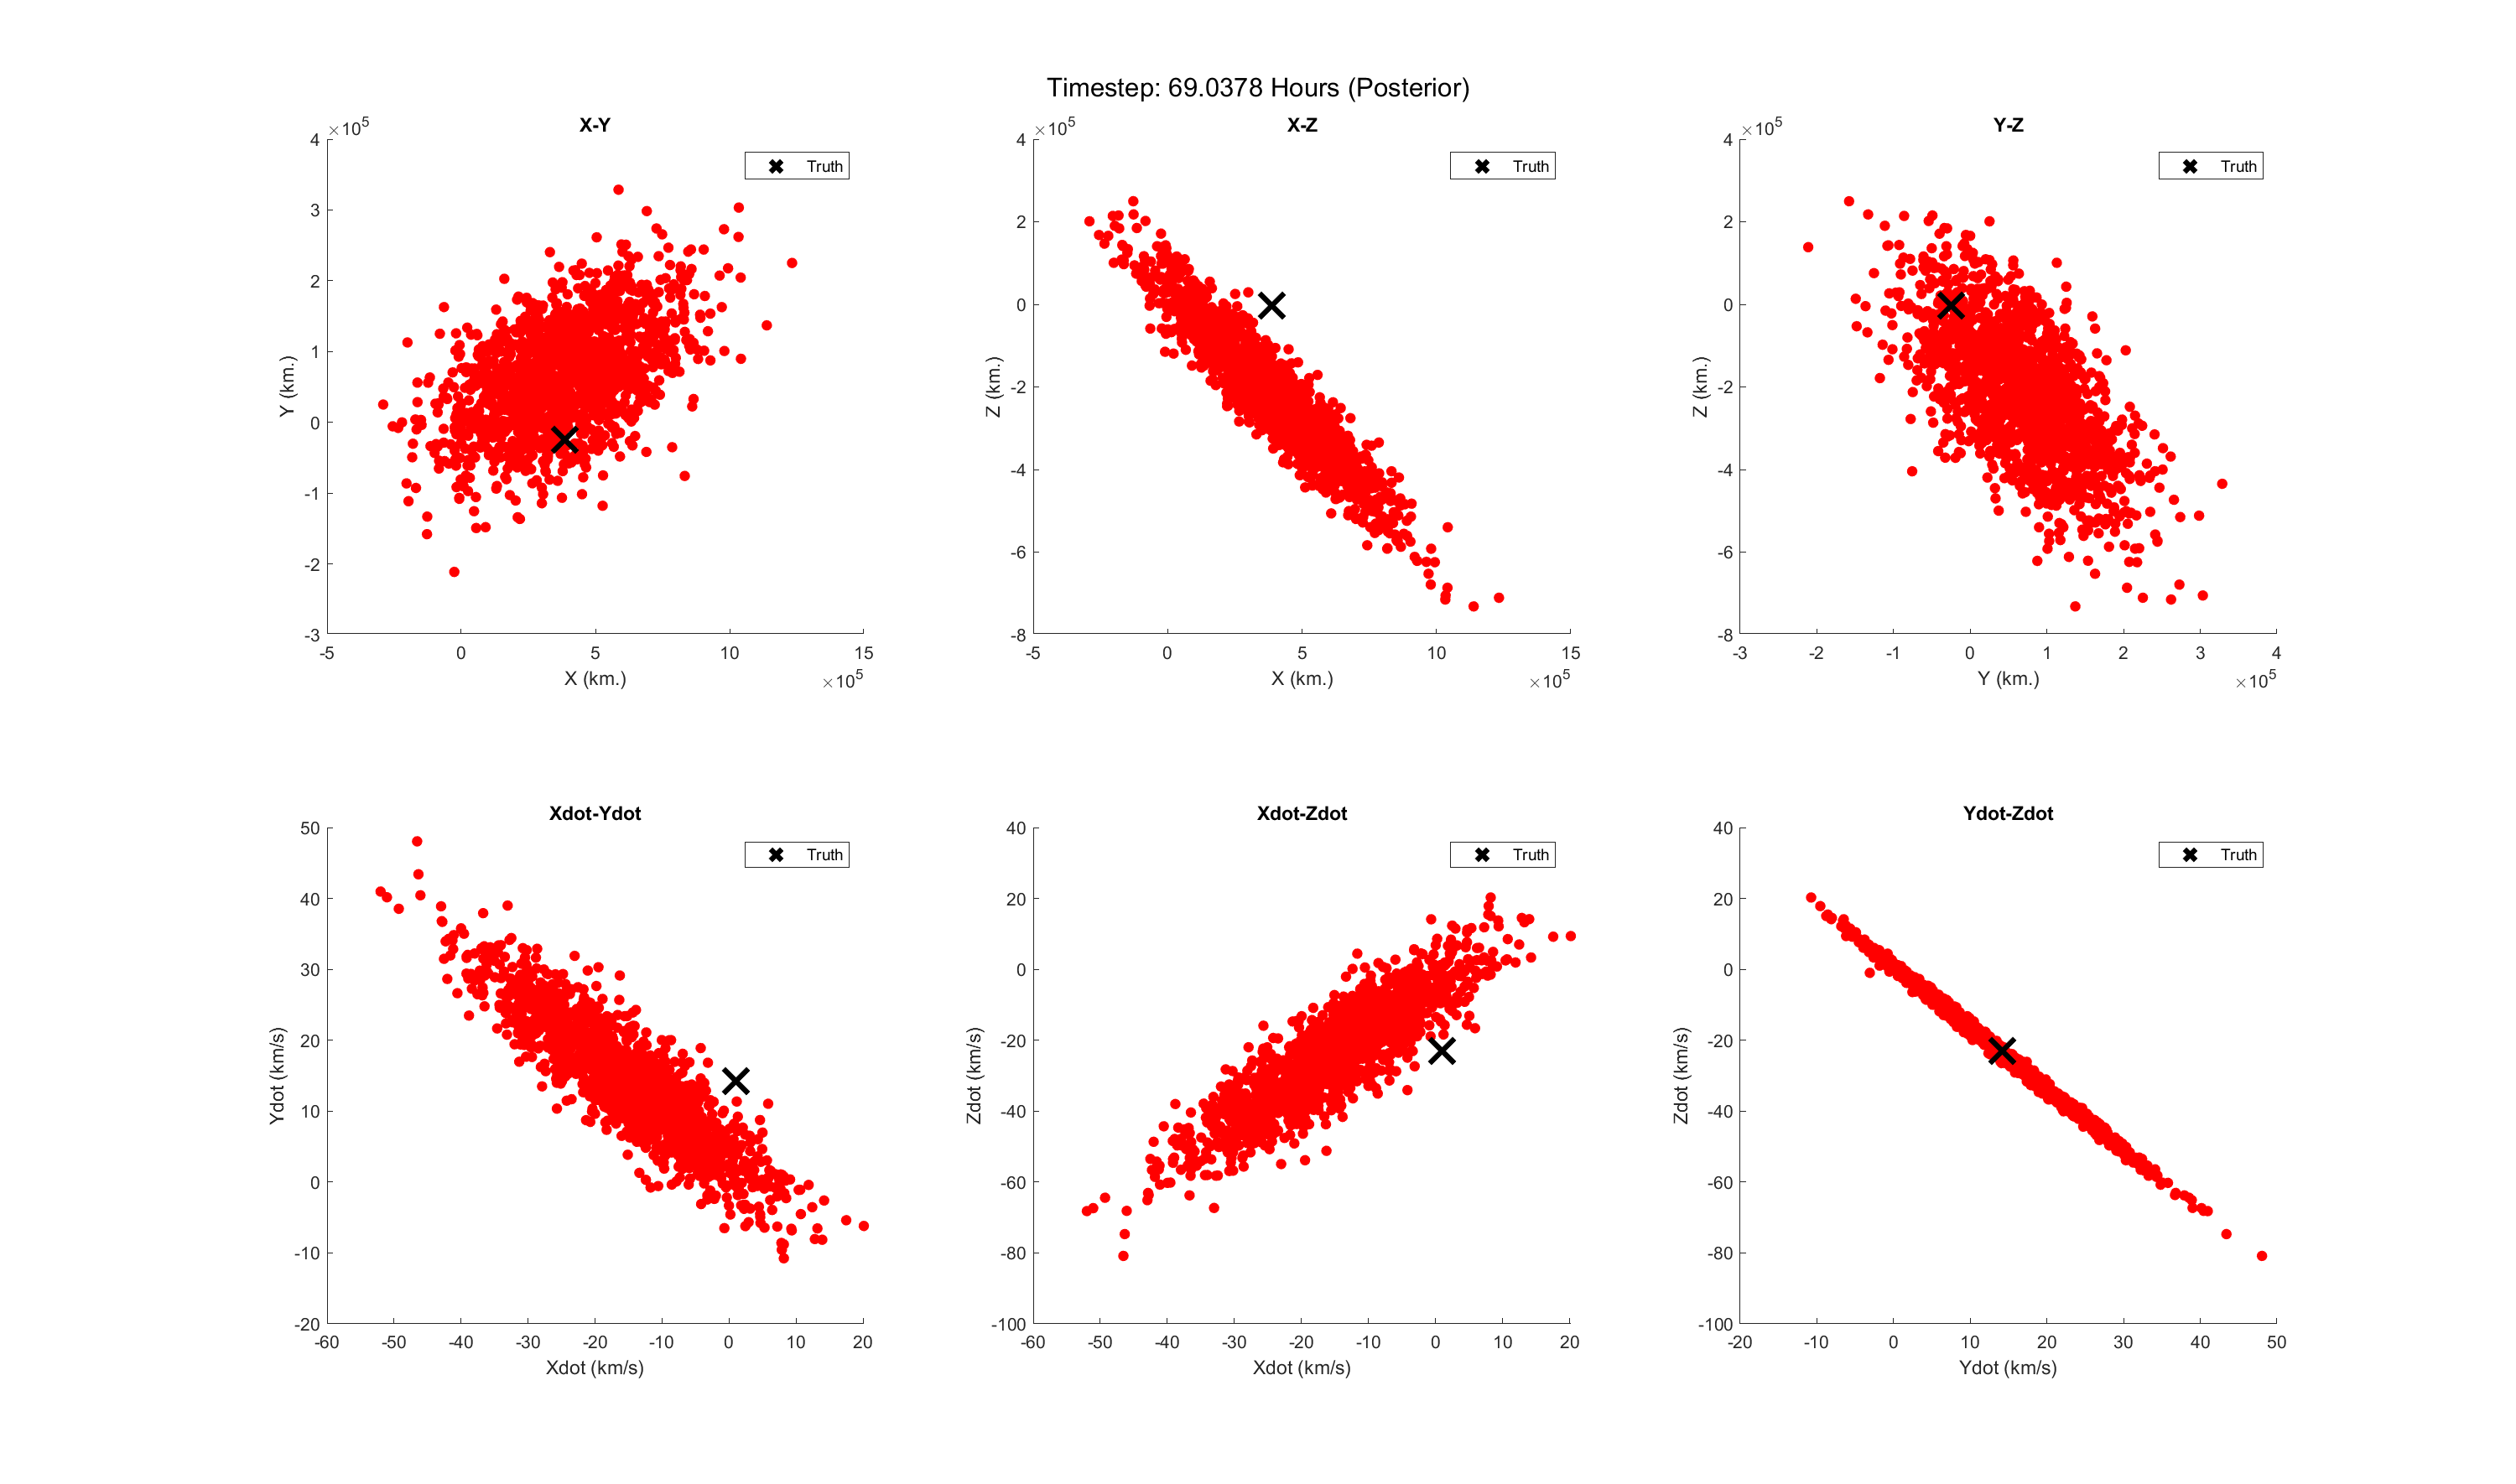 Timestep: 69.0378 Hours (Posterior)
X-Y
×10^5
4
3
2
1
0
-1
-2
-3
Y (km.)
Truth
-5 0 5 10 15
X (km.)
×10^5
X-Z
×10^5
4
2
0
-2
-4
-6
-8
Z (km.)
Truth
-5 0 5 10 15
X (km.)
×10^5
Y-Z
×10^5
4
2
0
-2
-4
-6
-8
Z (km.)
Truth
-3 -2 -1 0 1 2 3 4
Y (km.)
×10^5
Xdot-Ydot
50
40
30
20
10
0
-10
-20
Ydot (km/s)
Truth
-60 -50 -40 -30 -20 -10 0 10 20
Xdot (km/s)
Xdot-Zdot
40
20
0
-20
-40
-60
-80
-100
Zdot (km/s)
Truth
-60 -50 -40 -30 -20 -10 0 10 20
Xdot (km/s)
Ydot-Zdot
40
20
0
-20
-40
-60
-80
-100
Zdot (km/s)
Truth
-20 -10 0 10 20 30 40 50
Ydot (km/s)